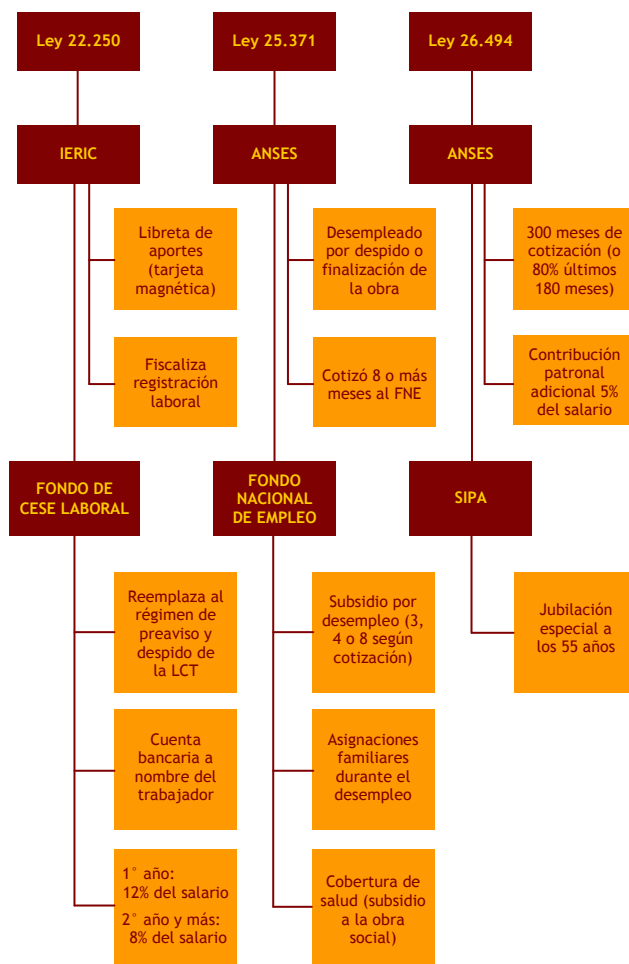 Ley 22.250
IERIC
Libreta de
aportes
(tarjeta
magnética)
Fiscaliza
registración
laboral
FONDO DE
CESE LABORAL
Reemplaza al
régimen de
preaviso y
despido de
la LCT
Cuenta
bancaria a
nombre del
trabajador
1° año:
12% del salario
2° año y más:
8% del salario
Ley 25.371
ANSES
Desempleado
por despido o
finalización de
la obra
Cotizó 8 o más
meses al FNE
FONDO
NACIONAL
DE EMPLEO
Subsidio por
desempleo (3,
4 o 8 según
cotización)
Asignaciones
familiares
durante el
desempleo
Cobertura de
salud (subsidio
a la obra
social)
Ley 26.494
ANSES
300 meses de
cotización (o
80% últimos
180 meses)
Contribución
patronal
adicional 5%
del salario
SIPA
Jubilación
especial a
los 55 años